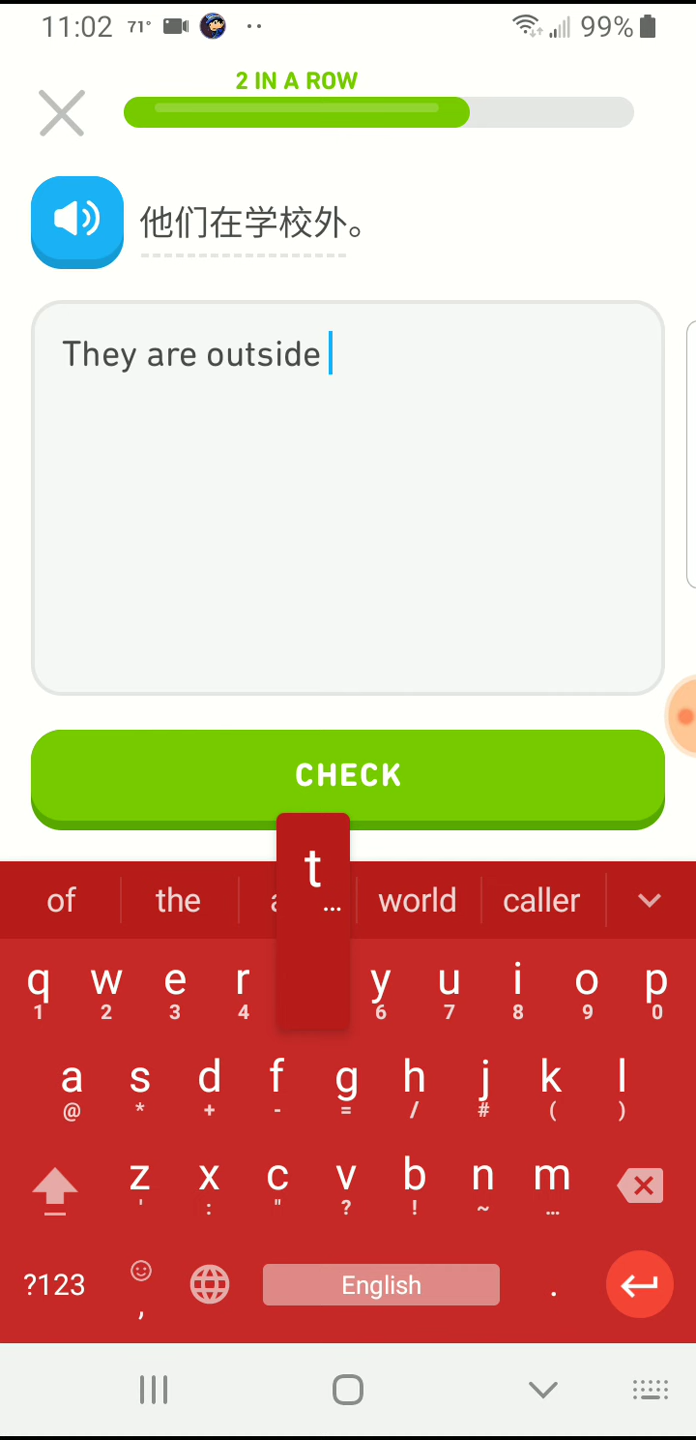 11:02 71° 99%
2 IN A ROW
他们在学校外。
They are outside
CHECK
t
...
of the world caller
q w e r y u i o p
1 2 3 4 6 7 8 9 0
a s d f g h j k l
@ * + - = / # ( )
z x c v b n m
' : " ? ! ~ ...
?123 , English .